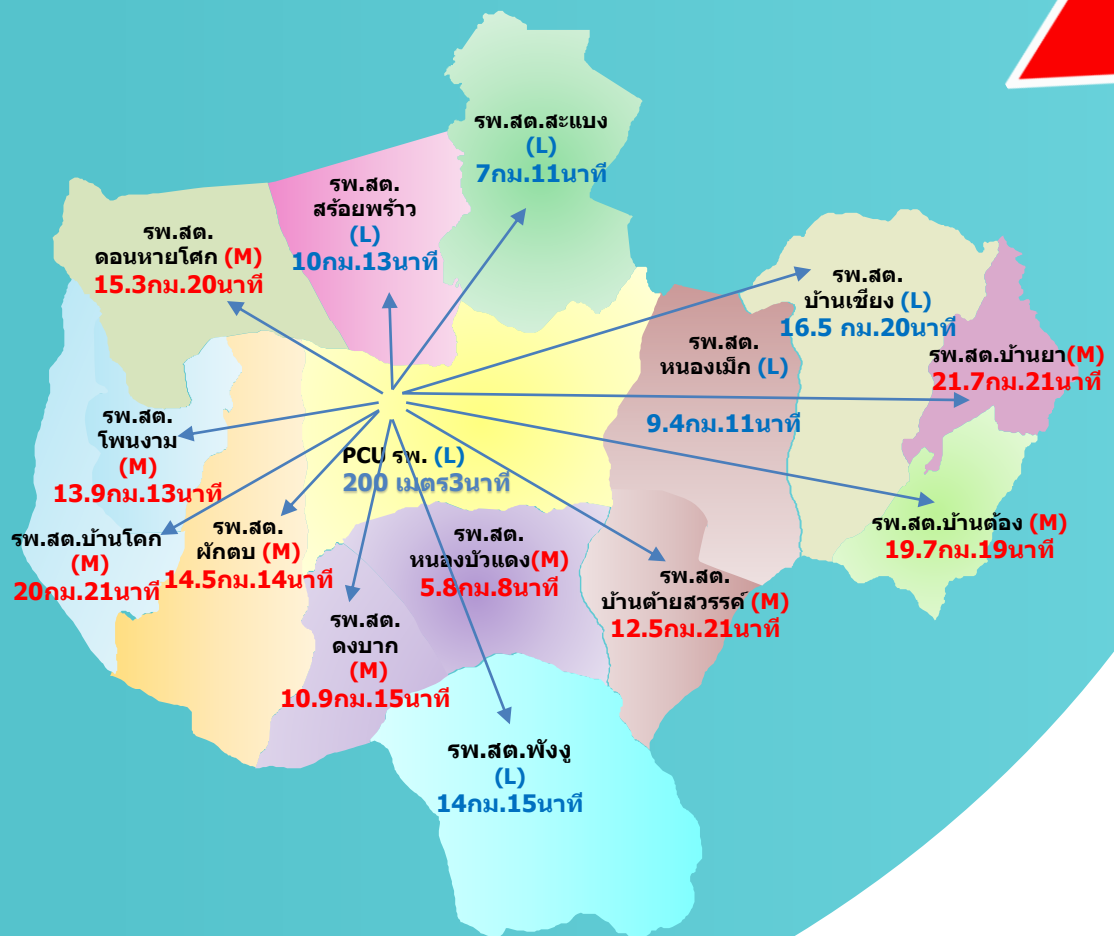 รพ.สต.สะแบง
(L)
7กม.11นาที
รพ.สต.
สร้อยพร้าว
(L)
10กม.13นาที
รพ.สต.
ดอนหายโศก (M)
15.3กม.20นาที
รพ.สต.
บ้านเชียง (L)
16.5 กม.20นาที
รพ.สต.บ้านยา(M)
21.7กม.21นาที
รพ.สต.
หนองเม็ก (L)
9.4กม.11นาที
รพ.สต.
โพนงาม
(M)
13.9กม.13นาที
PCU รพ. (L)
200 เมตร3นาที
รพ.สต.บ้านโคก
(M)
20กม.21นาที
รพ.สต.
ผักตบ (M)
14.5กม.14นาที
รพ.สต.
หนองบัวแดง(M)
5.8กม.8นาที
รพ.สต.บ้านต้อง (M)
19.7กม.19นาที
รพ.สต.
บ้านต้ายสวรรค์ (M)
12.5กม.21นาที
รพ.สต.
ดงบาก
(M)
10.9กม.15นาที
รพ.สต.พังงู
(L)
14กม.15นาที